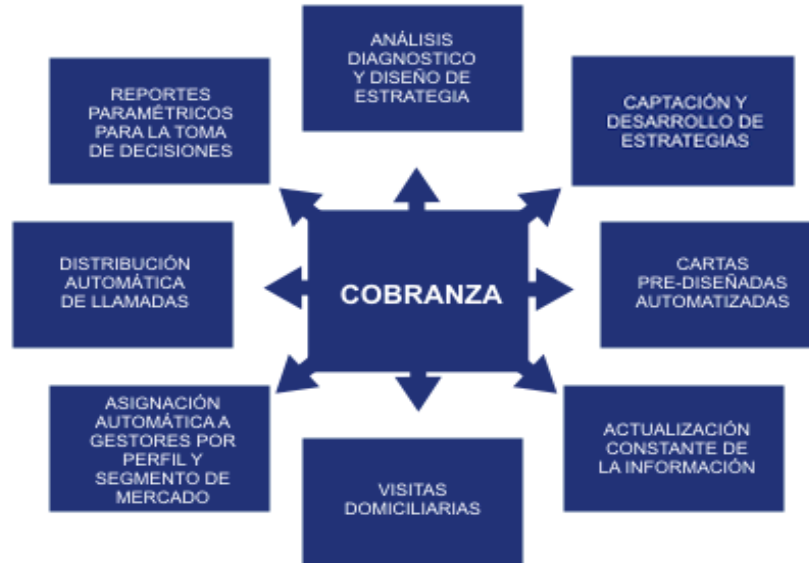 ANÁLISIS
DIAGNOSTICO
Y DISEÑO DE
ESTRATEGIA
REPORTES
PARAMÉTRICOS
PARA LA TOMA
DE DECISIONES
CAPTACIÓN Y
DESARROLLO DE
ESTRATEGIAS
DISTRIBUCIÓN
AUTOMÁTICA
DE LLAMADAS
COBRANZA
CARTAS
PRE-DISEÑADAS
AUTOMATIZADAS
ASIGNACIÓN
AUTOMÁTICA A
GESTORES POR
PERFIL Y
SEGMENTO DE
MERCADO
VISITAS
DOMICILIARIAS
ACTUALIZACIÓN
CONSTANTE DE
LA INFORMACIÓN